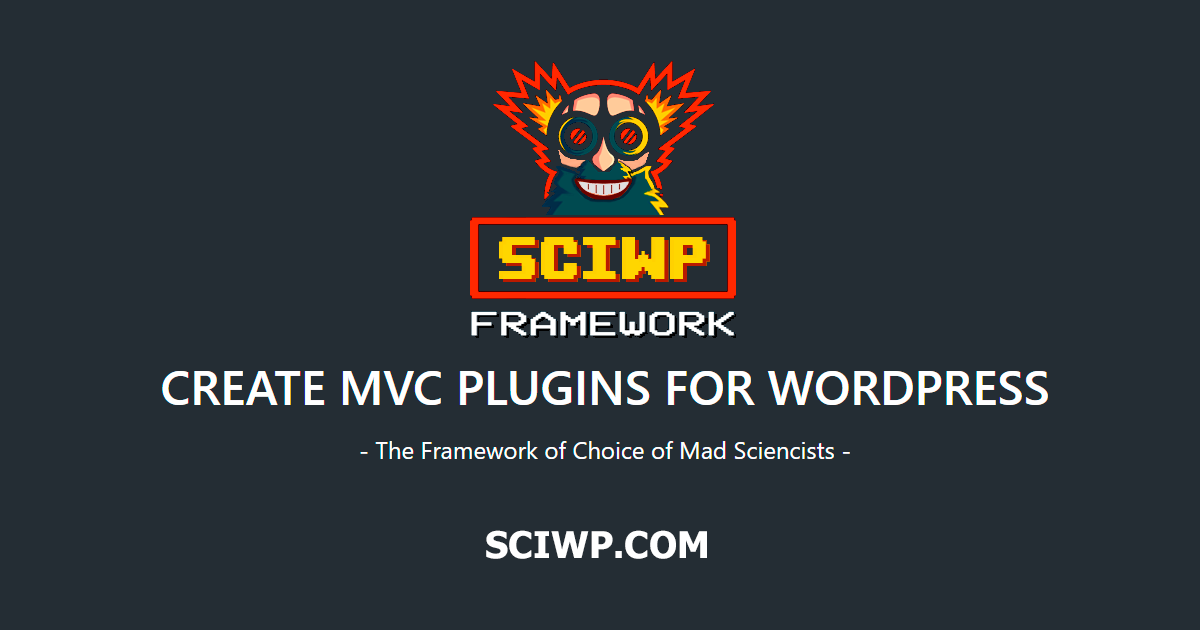 SCIWP
FRAMEWORK
CREATE MVC PLUGINS FOR WORDPRESS
- The Framework of Choice of Mad Sciencists -
SCIWP.COM